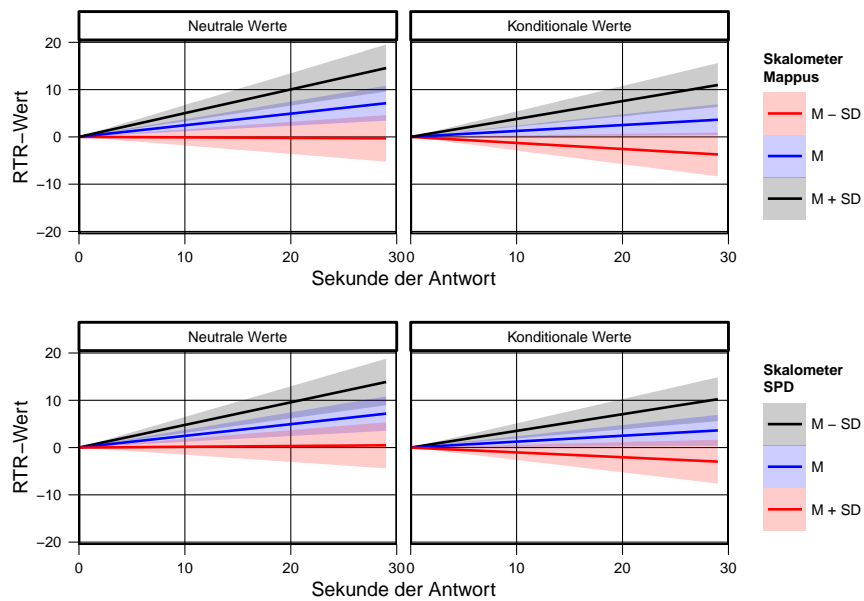 Neutrale Werte
Konditionale Werte
20
10
0
−10
−20
RTR−Wert
0
10
20
30
0
10
20
30
Sekunde der Antwort
Skalometer
Mappus
M − SD
M
M + SD
Neutrale Werte
Konditionale Werte
20
10
0
−10
−20
RTR−Wert
0
10
20
30
0
10
20
30
Sekunde der Antwort
Skalometer
SPD
M − SD
M
M + SD